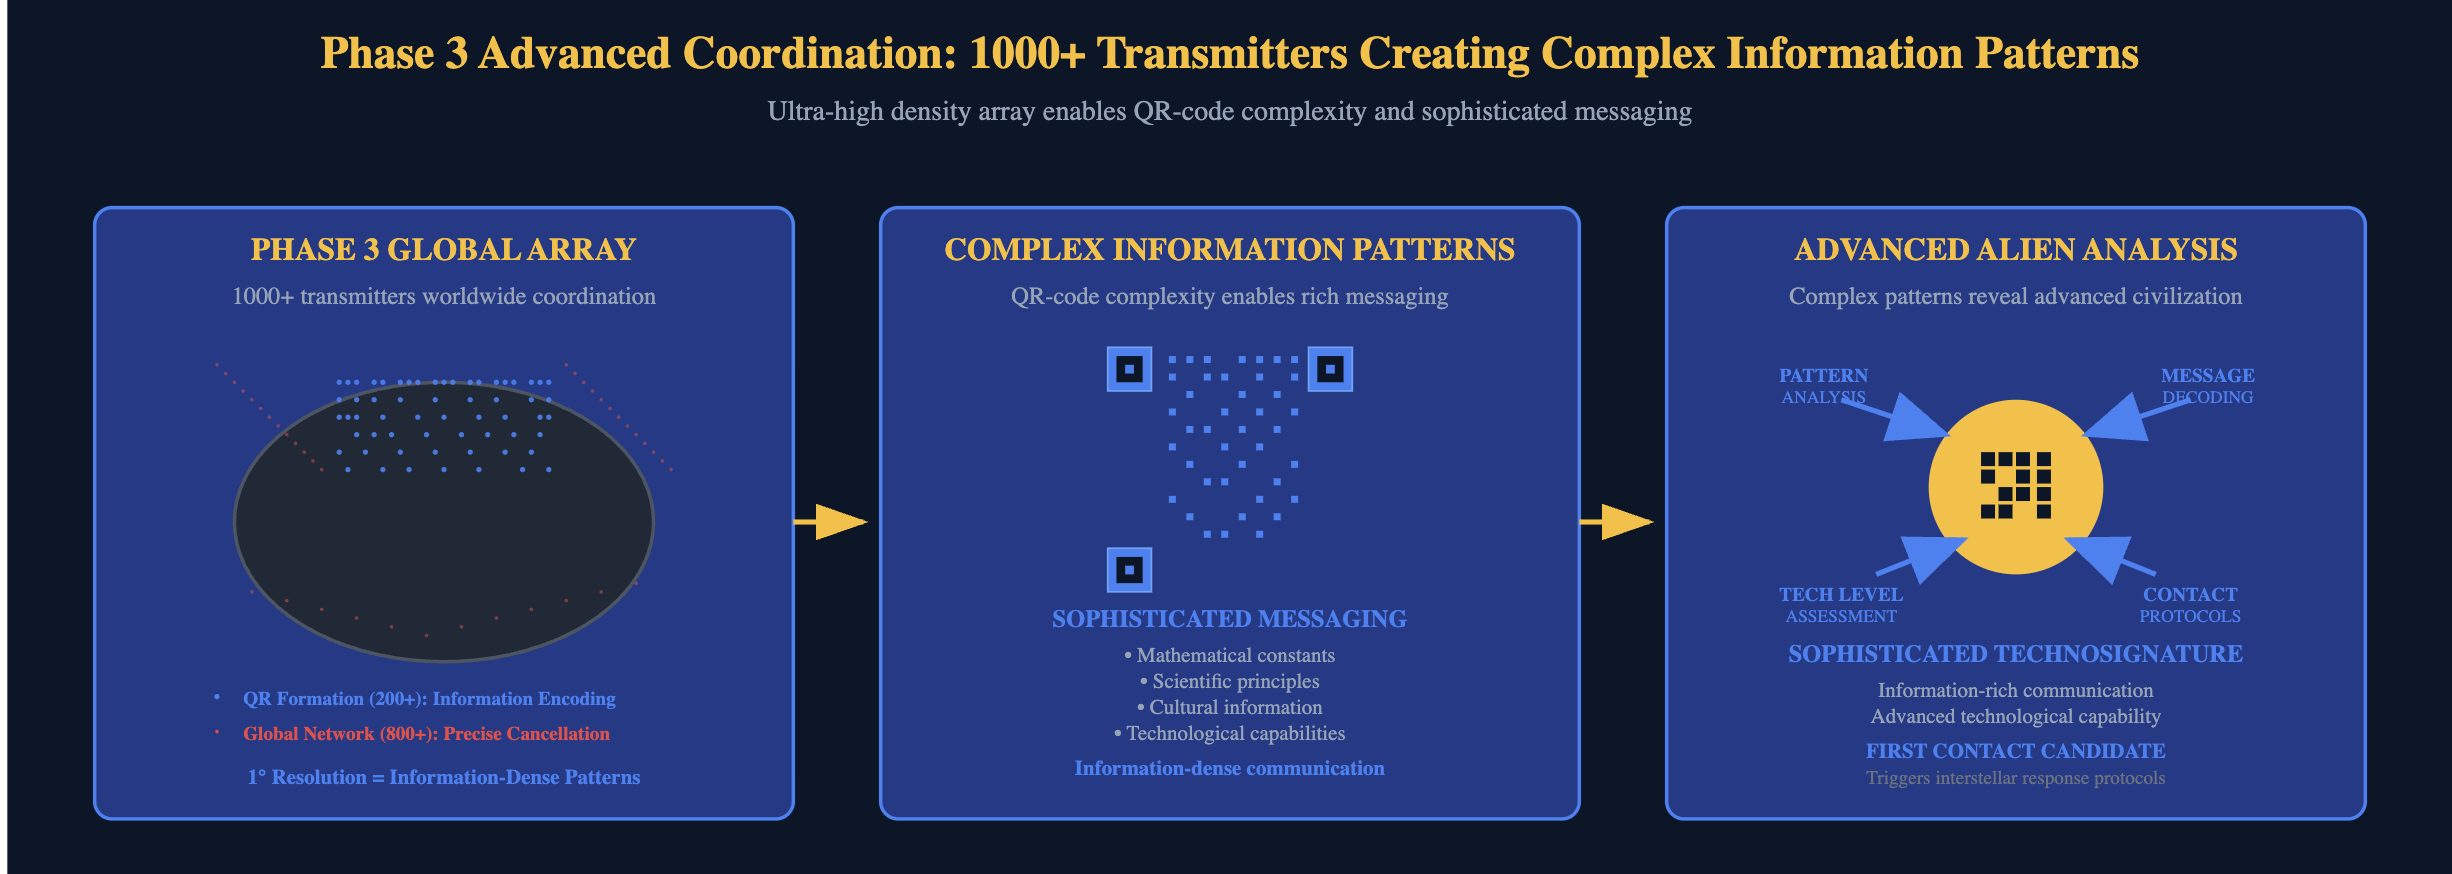 Phase 3 Advanced Coordination: 1000+ Transmitters Creating Complex Information Patterns
Ultra-high density array enables QR-code complexity and sophisticated messaging
PHASE 3 GLOBAL ARRAY
1000+ transmitters worldwide coordination
• QR Formation (200+): Information Encoding
• Global Network (800+): Precise Cancellation
1° Resolution = Information-Dense Patterns
COMPLEX INFORMATION PATTERNS
QR-code complexity enables rich messaging
SOPHISTICATED MESSAGING
• Mathematical constants
• Scientific principles
• Cultural information
• Technological capabilities
Information-dense communication
ADVANCED ALIEN ANALYSIS
Complex patterns reveal advanced civilization
PATTERN
ANALYSIS
MESSAGE
DECODING
TECH LEVEL
ASSESSMENT
CONTACT
PROTOCOLS
SOPHISTICATED TECHNOSIGNATURE
Information-rich communication
Advanced technological capability
FIRST CONTACT CANDIDATE
Triggers interstellar response protocols